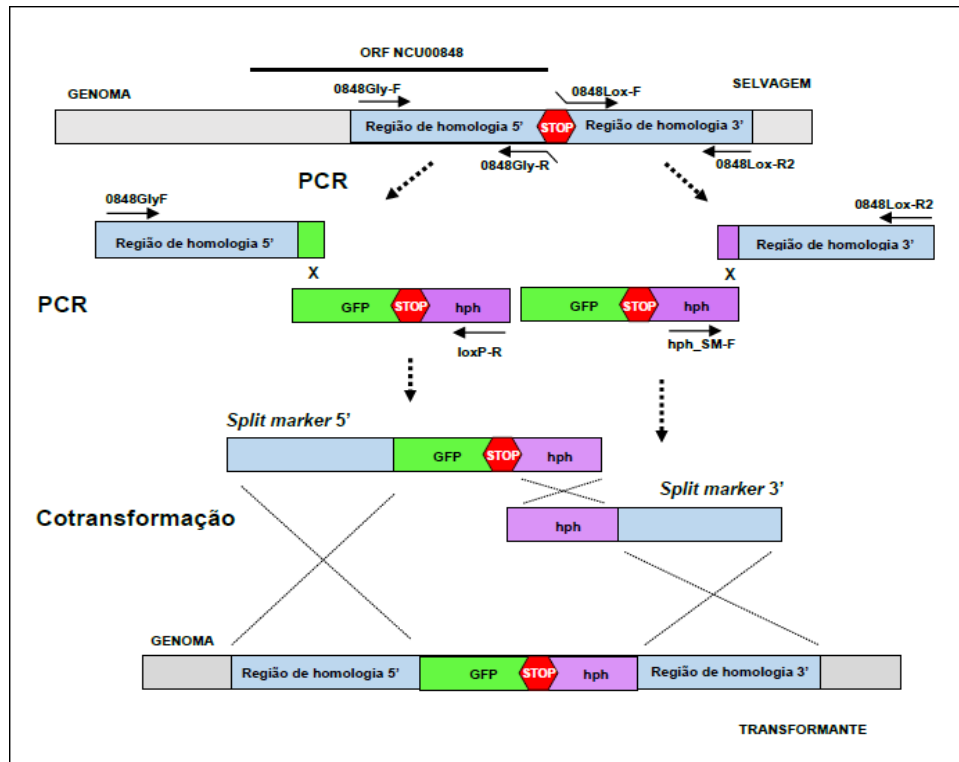 ORF NCU00848
GENOMA
0848Gly-F
0848Lox-F
SELVAGEM
Região de homologia 5'
STOP
Região de homologia 3'
0848Gly-R
0848Lox-R2
PCR
0848GlyF
0848Lox-R2
Região de homologia 5'
Região de homologia 3'
X
X
PCR
GFP
STOP
hph
GFP
STOP
hph
loxP-R
hph_SM-F
Split marker 5'
GFP
STOP
hph
Split marker 3'
Cotransformação
hph
GENOMA
Região de homologia 5'
GFP
STOP
hph
Região de homologia 3'
TRANSFORMANTE